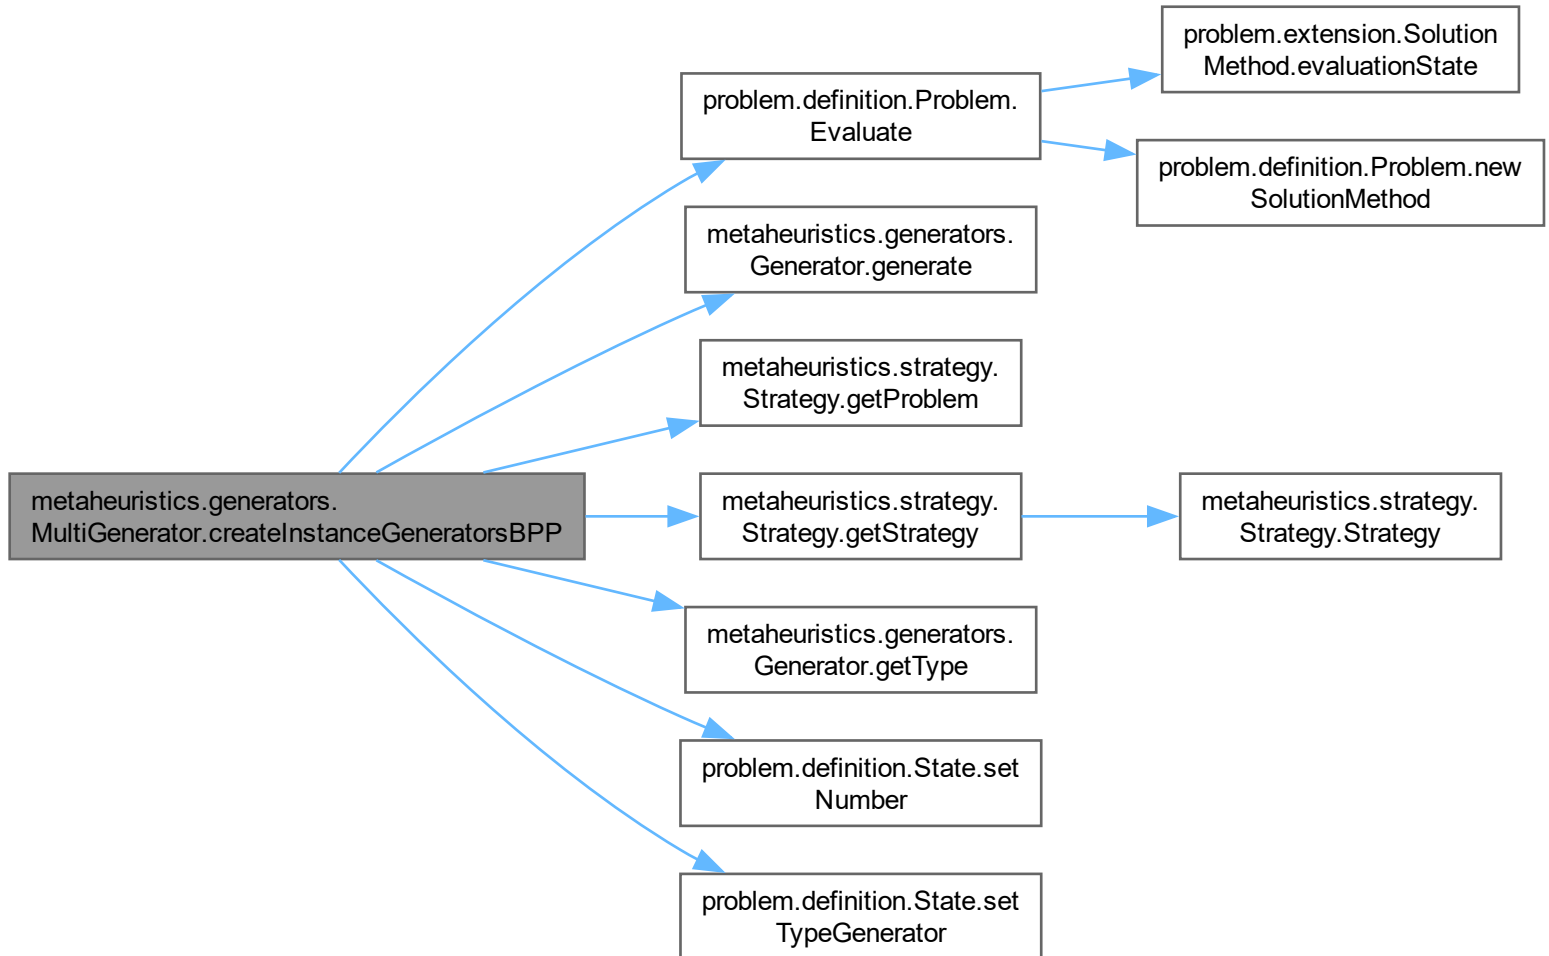 problem.extension.Solution
Method.evaluationState
problem.definition.Problem.
Evaluate
problem.definition.Problem.new
SolutionMethod
metaheuristics.generators.
Generator.generate
metaheuristics.strategy.
Strategy.getProblem
metaheuristics.generators.
MultiGenerator.createInstanceGeneratorsBPP
metaheuristics.strategy.
Strategy.getStrategy
metaheuristics.strategy.
Strategy.Strategy
metaheuristics.generators.
Generator.getType
problem.definition.State.set
Number
problem.definition.State.set
TypeGenerator